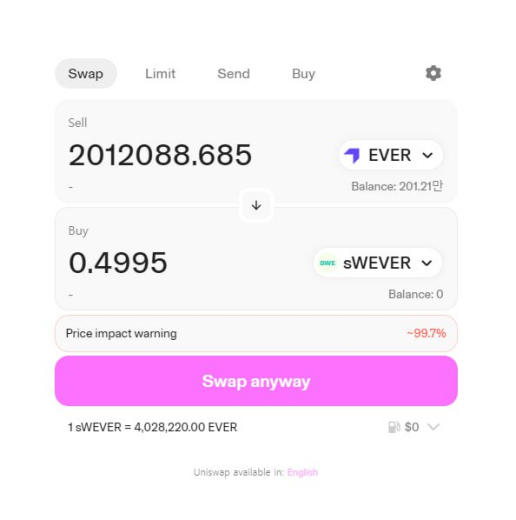 Swap Limit Send Buy
Sell
2012088.685 EVER
- Balance: 201.21만
Buy
0.4995 SWE sWEVER
- Balance: 0
Price impact warning ~99.7%
Swap anyway
1 sWEVER = 4,028,220.00 EVER $0
Uniswap available in: English